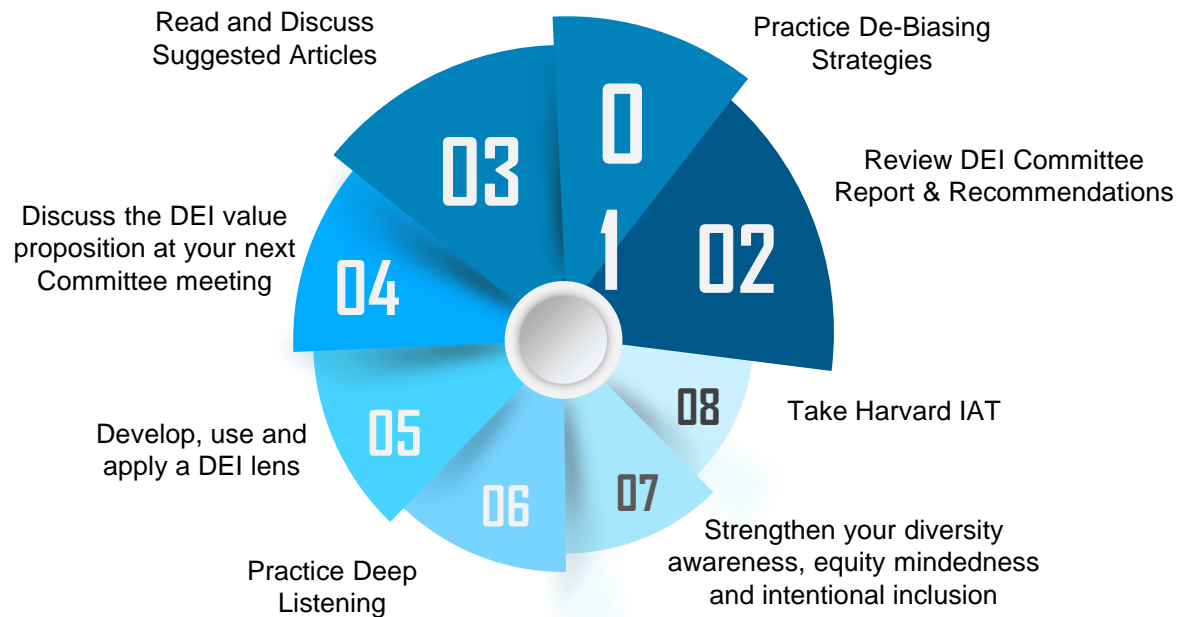 Read and Discuss
Suggested Articles
Practice De-Biasing
Strategies
0
1
03
02
Review DEI Committee
Report & Recommendations
Discuss the DEI value
proposition at your next
Committee meeting
04
05
Develop, use and
apply a DEI lens
08
Take Harvard IAT
06
07
Practice Deep
Listening
Strengthen your diversity
awareness, equity mindedness
and intentional inclusion